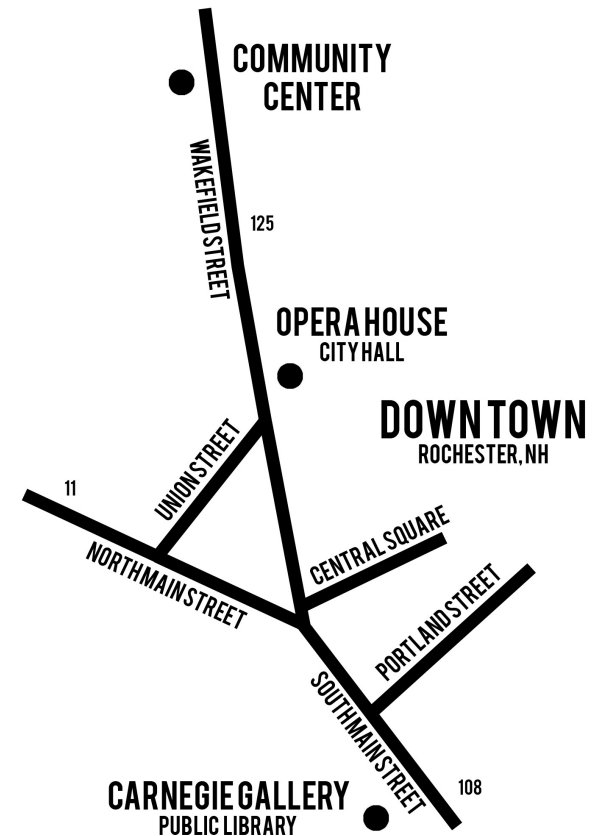 COMMUNITY
CENTER
WAKEFIELD STREET
125
OPERA HOUSE
CITY HALL
DOWNTOWN
ROCHESTER, NH
UNION STREET
11
NORTH MAIN STREET
CENTRAL SQUARE
PORTLAND STREET
SOUTH MAIN STREET
108
CARNEGIE GALLERY
PUBLIC LIBRARY